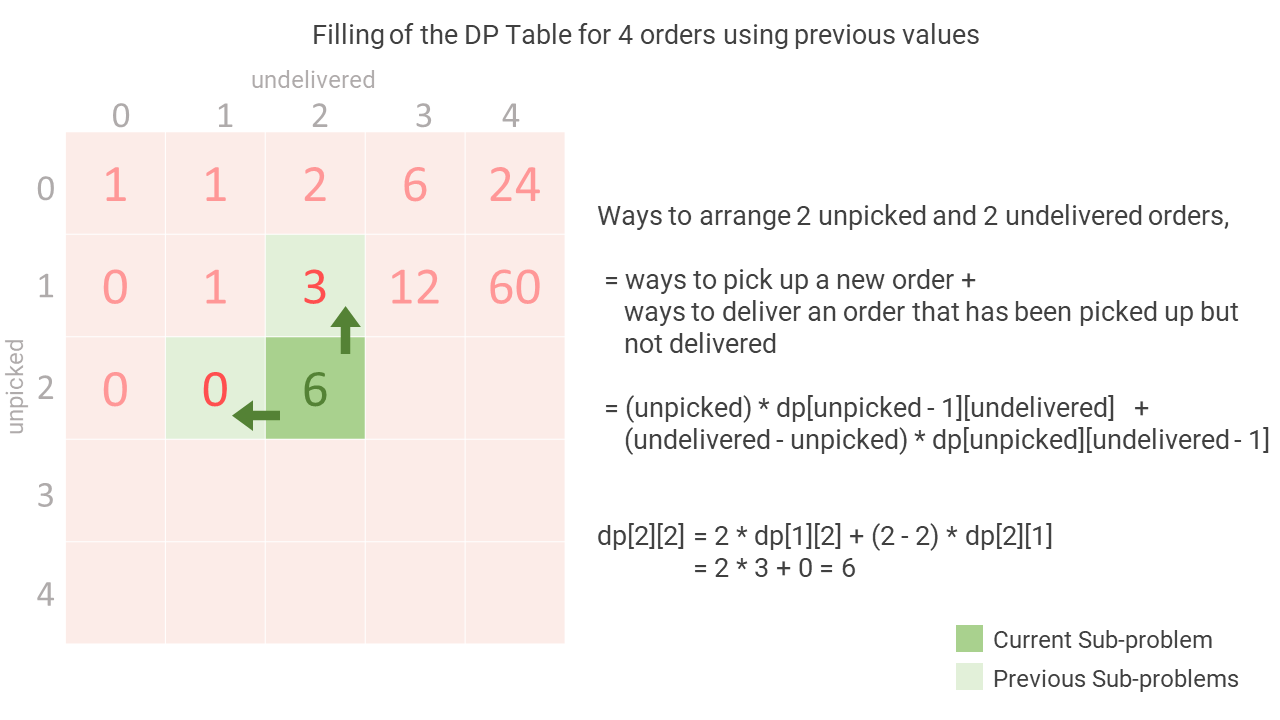 Filling of the DP Table for 4 orders using previous values
undelivered
0 1 2 3 4
0 1 1 2 6 24
1 0 1 3 12 60
unpicked
2 0 0 6
3
4
Ways to arrange 2 unpicked and 2 undelivered orders,
= ways to pick up a new order +
ways to deliver an order that has been picked up but
not delivered
= (unpicked) * dp[unpicked - 1][undelivered] +
(undelivered - unpicked) * dp[unpicked][undelivered - 1]
dp[2][2] = 2 * dp[1][2] + (2 - 2) * dp[2][1]
= 2 * 3 + 0 = 6
Current Sub-problem
Previous Sub-problems